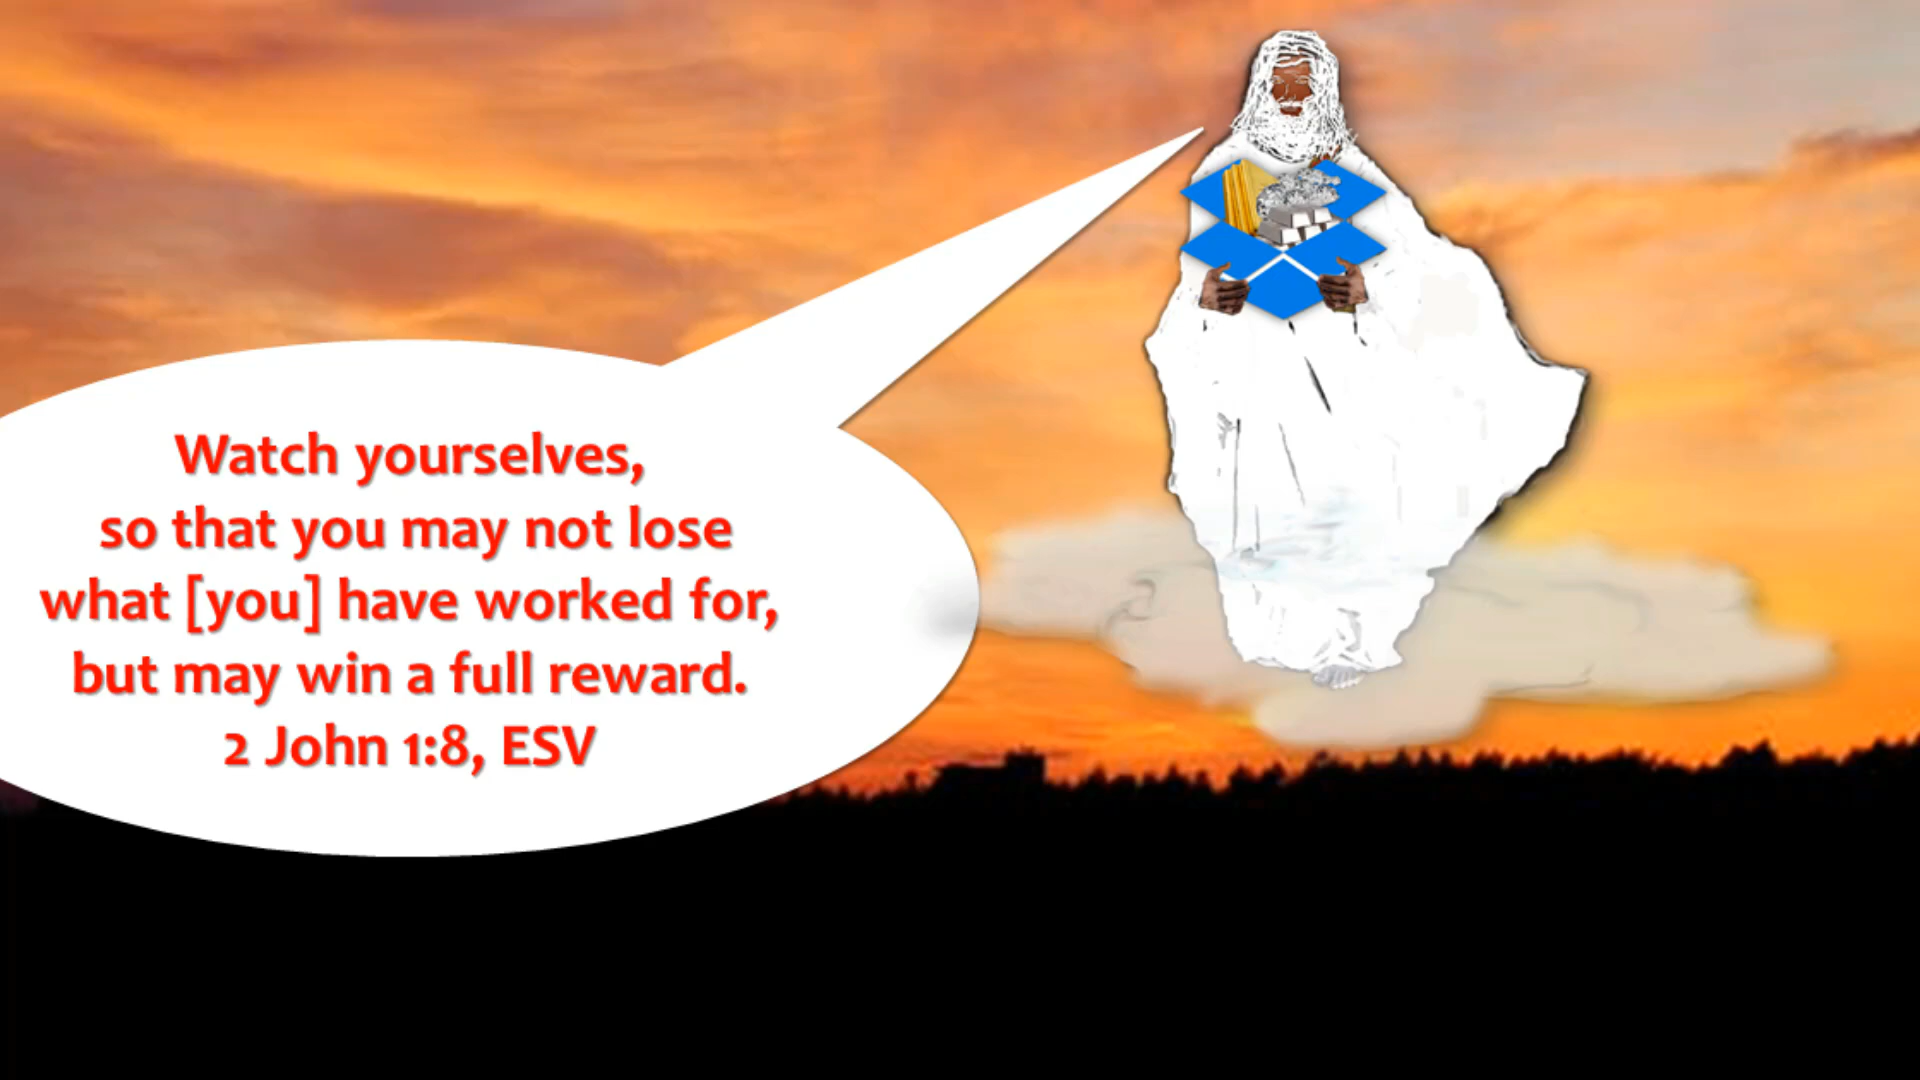 Watch yourselves,
so that you may not lose
what [you] have worked for,
but may win a full reward.
2 John 1:8, ESV